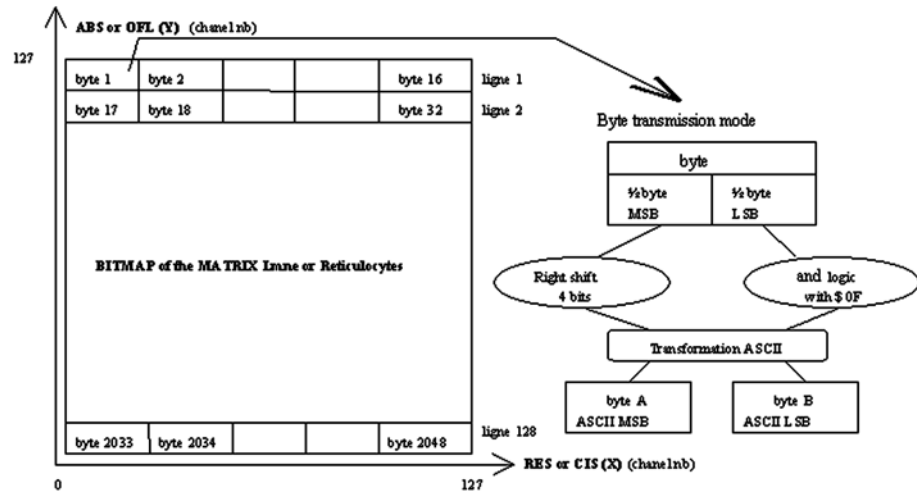 ABS or OFL (Y) (chanel nb)
127
byte 1 byte 2 byte 16 ligne 1
byte 17 byte 18 byte 32 ligne 2
Byte transmission mode
byte
½ byte ½ byte
MSB LSB
BITMAP of the MATRIX Lmne or Reticulocytes
Right shift
4 bits
and logic
with $0F
Transformation ASCII
byte A
ASCII MSB
byte B
ASCII LSB
byte 2033 byte 2034 byte 2048 ligne 128
RES or CIS (X) (chanel nb)
0 127